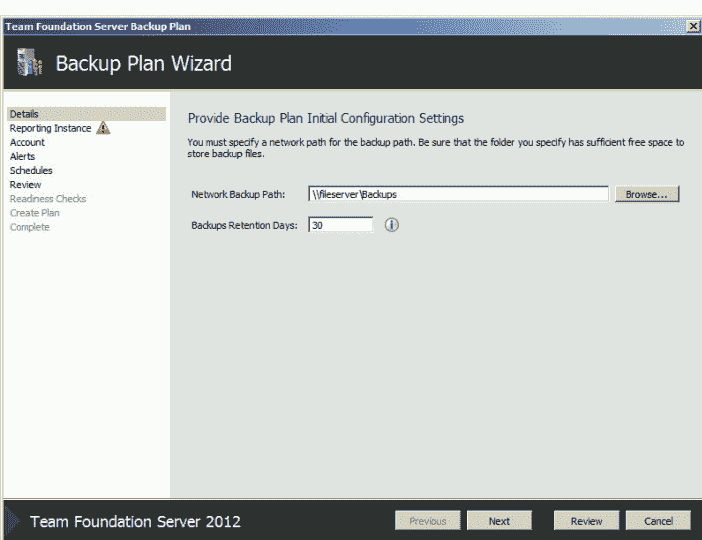 Team Foundation Server Backup Plan
Backup Plan Wizard
Details
Reporting Instance
Account
Alerts
Schedules
Review
Readiness Checks
Create Plan
Complete
Provide Backup Plan Initial Configuration Settings
You must specify a network path for the backup path. Be sure that the folder you specify has sufficient free space to
store backup files.
Network Backup Path: \\fileserver\Backups Browse...
Backups Retention Days: 30
Team Foundation Server 2012
Previous Next Review Cancel